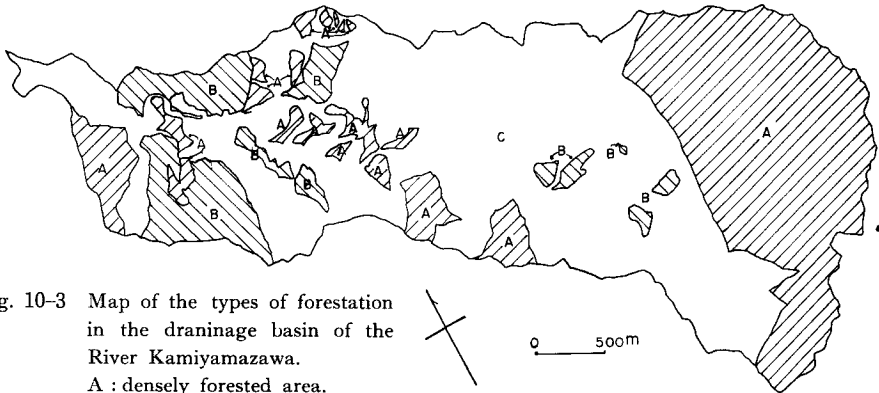 A
B
A
B
A
A
A
A
A
A
A
B
B
B
A
A
A
C
B
B
B
A
g. 10-3 Map of the types of forestation
in the draninage basin of the
River Kamiyamazawa.
A : densely forested area.
0 500m